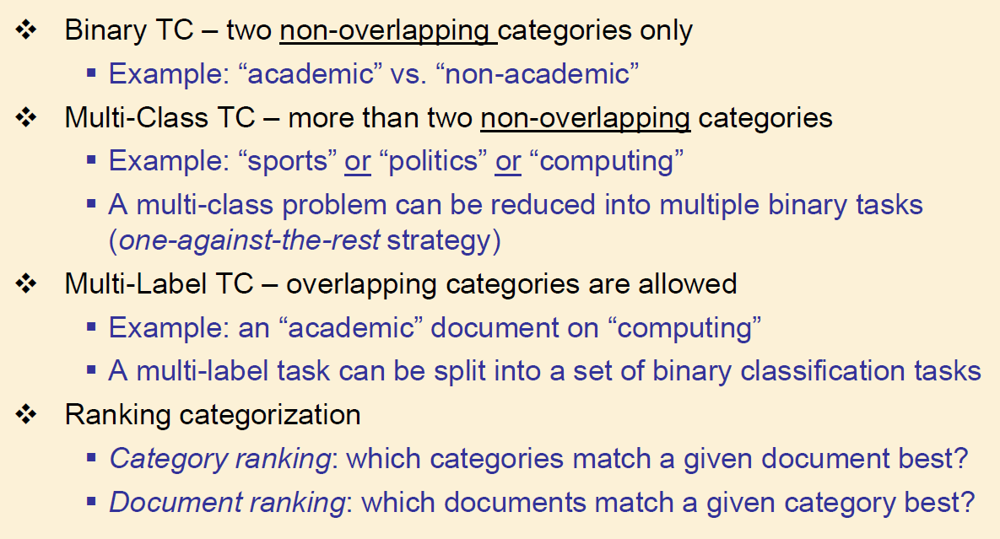 ❖ Binary TC – two non-overlapping categories only
▪ Example: “academic” vs. “non-academic”
❖ Multi-Class TC – more than two non-overlapping categories
▪ Example: “sports” or “politics” or “computing”
▪ A multi-class problem can be reduced into multiple binary tasks
(one-against-the-rest strategy)
❖ Multi-Label TC – overlapping categories are allowed
▪ Example: an “academic” document on “computing”
▪ A multi-label task can be split into a set of binary classification tasks
❖ Ranking categorization
▪ Category ranking: which categories match a given document best?
▪ Document ranking: which documents match a given category best?